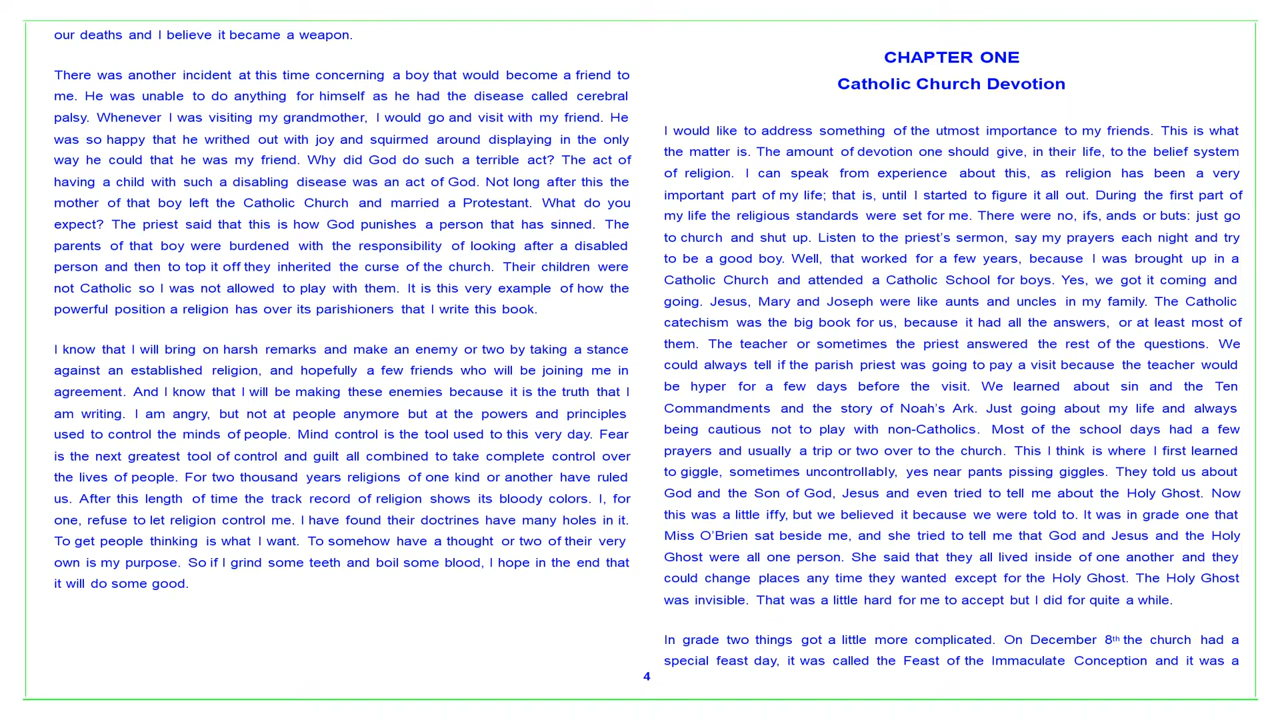 our deaths and I believe it became a weapon.
There was another incident at this time concerning a boy that would become a friend to
me. He was unable to do anything for himself as he had the disease called cerebral
palsy. Whenever I was visiting my grandmother, I would go and visit with my friend. He
was so happy that he writhed out with joy and squirmed around displaying in the only
way he could that he was my friend. Why did God do such a terrible act? The act of
having a child with such a disabling disease was an act of God. Not long after this the
mother of that boy left the Catholic Church and married a Protestant. What do you
expect? The priest said that this is how God punishes a person that has sinned. The
parents of that boy were burdened with the responsibility of looking after a disabled
person and then to top it off they inherited the curse of the church. Their children were
not Catholic so I was not allowed to play with them. It is this very example of how the
powerful position a religion has over its parishioners that I write this book.
I know that I will bring on harsh remarks and make an enemy or two by taking a stance
against an established religion, and hopefully a few friends who will be joining me in
agreement. And I know that I will be making these enemies because it is the truth that I
am writing. I am angry, but not at people anymore but at the powers and principles
used to control the minds of people. Mind control is the tool used to this very day. Fear
is the next greatest tool of control and guilt all combined to take complete control over
the lives of people. For two thousand years religions of one kind or another have ruled
us. After this length of time the track record of religion shows its bloody colors. I, for
one, refuse to let religion control me. I have found their doctrines have many holes in it.
To get people thinking is what I want. To somehow have a thought or two of their very
own is my purpose. So if I grind some teeth and boil some blood, I hope in the end that
it will do some good.
CHAPTER ONE
Catholic Church Devotion
I would like to address something of the utmost importance to my friends. This is what
the matter is. The amount of devotion one should give, in their life, to the belief system
of religion. I can speak from experience about this, as religion has been a very
important part of my life; that is, until I started to figure it all out. During the first part of
my life the religious standards were set for me. There were no, ifs, ands or buts: just go
to church and shut up. Listen to the priest's sermon, say my prayers each night and try
to be a good boy. Well, that worked for a few years, because I was brought up in a
Catholic Church and attended a Catholic School for boys. Yes, we got it coming and
going. Jesus, Mary and Joseph were like aunts and uncles in my family. The Catholic
catechism was the big book for us, because it had all the answers, or at least most of
them. The teacher or sometimes the priest answered the rest of the questions. We
could always tell if the parish priest was going to pay a visit because the teacher would
be hyper for a few days before the visit. We learned about sin and the Ten
Commandments and the story of Noah's Ark. Just going about my life and always
being cautious not to play with non-Catholics. Most of the school days had a few
prayers and usually a trip or two over to the church. This I think is where I first learned
to giggle, sometimes uncontrollably, yes near pants pissing giggles. They told us about
God and the Son of God, Jesus and even tried to tell me about the Holy Ghost. Now
this was a little iffy, but we believed it because we were told to. It was in grade one that
Miss O'Brien sat beside me, and she tried to tell me that God and Jesus and the Holy
Ghost were all one person. She said that they all lived inside of one another and they
could change places any time they wanted except for the Holy Ghost. The Holy Ghost
was invisible. That was a little hard for me to accept but I did for quite a while.
In grade two things got a little more complicated. On December 8th the church had a
special feast day, it was called the Feast of the Immaculate Conception and it was a
4